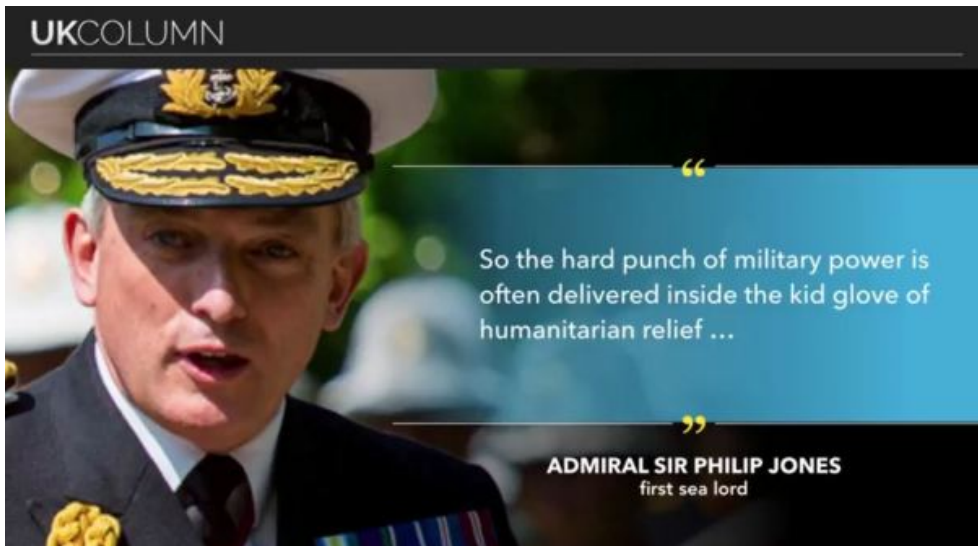 UKCOLUMN
“
So the hard punch of military power is
often delivered inside the kid glove of
humanitarian relief ...
”
ADMIRAL SIR PHILIP JONES
first sea lord